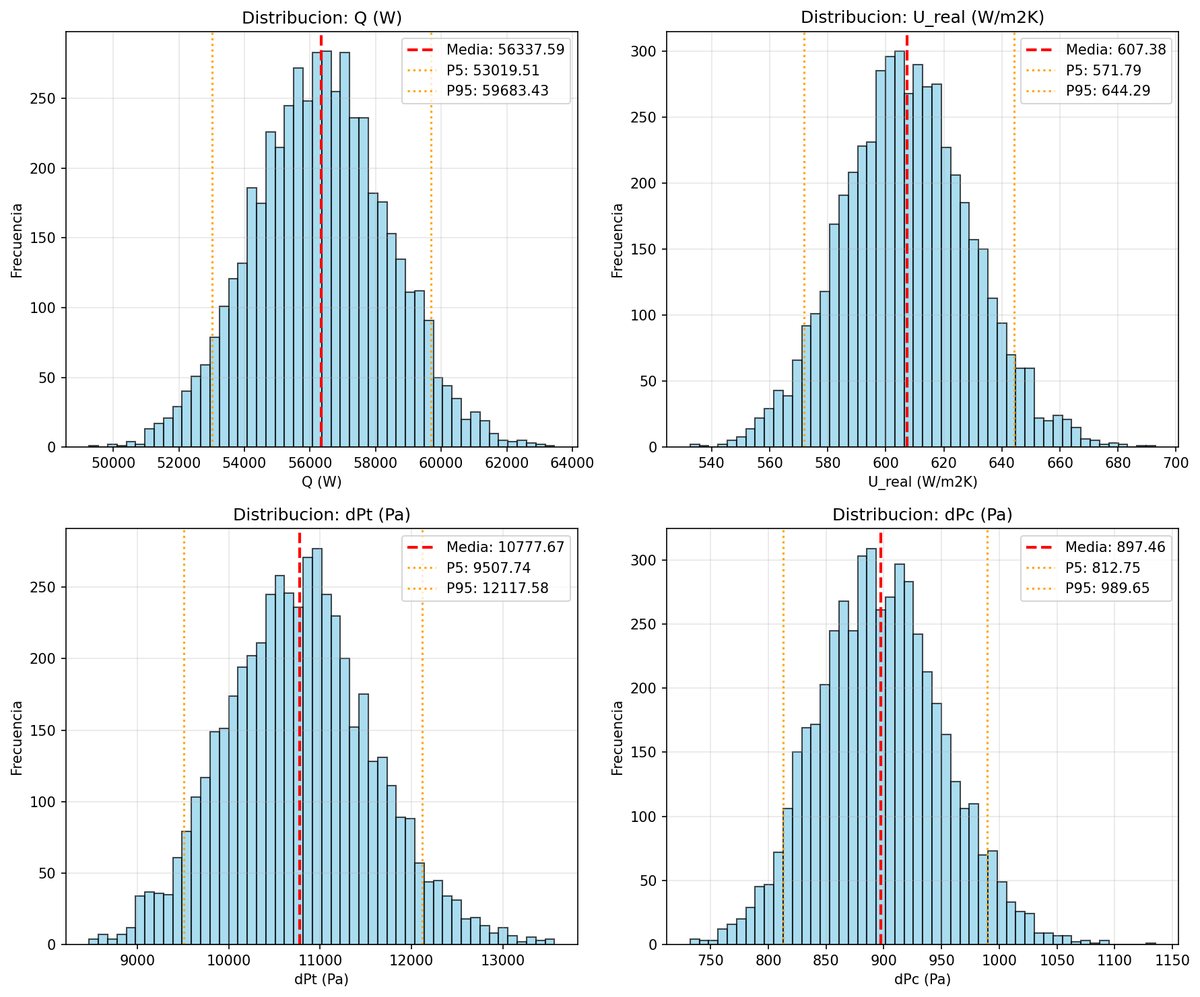 Distribucion: Q (W)
Media: 56337.59
P5: 53019.51
P95: 59683.43
Frecuencia
250
200
150
100
50
0
50000 52000 54000 56000 58000 60000 62000 64000
Q (W)
Distribucion: U_real (W/m2K)
Media: 607.38
P5: 571.79
P95: 644.29
Frecuencia
300
250
200
150
100
50
0
540 560 580 600 620 640 660 680 700
U_real (W/m2K)
Distribucion: dPt (Pa)
Media: 10777.67
P5: 9507.74
P95: 12117.58
Frecuencia
250
200
150
100
50
0
9000 10000 11000 12000 13000
dPt (Pa)
Distribucion: dPc (Pa)
Media: 897.46
P5: 812.75
P95: 989.65
Frecuencia
300
250
200
150
100
50
0
750 800 850 900 950 1000 1050 1100 1150
dPc (Pa)